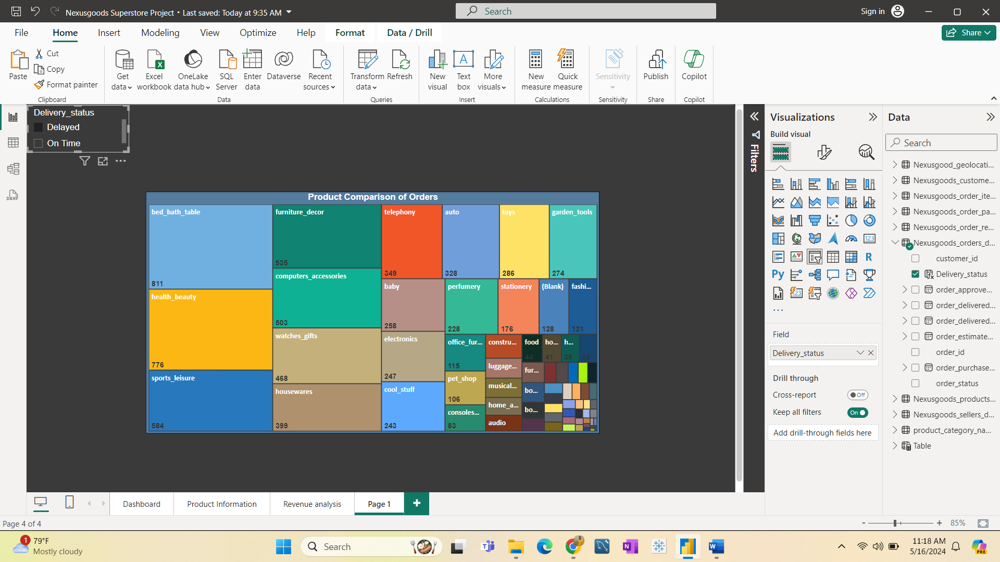 Nexusgoods Superstore Project • Last saved: Today at 9:35 AM
Search
Sign in
File
Home
Insert
Modeling
View
Optimize
Help
Format
Data / Drill
Share
Paste
Cut
Copy
Format painter
Clipboard
Get data
Excel workbook
OneLake data hub
SQL Server
Enter data
Dataverse
Recent sources
Data
Transform data
Refresh
Queries
New visual
Text box
More visuals
Insert
New measure
Quick measure
Calculations
Sensitivity
Sensitivity
Publish
Share
Copilot
Copilot
Delivery_status
Delayed
On Time
Product Comparison of Orders
bed_bath_table
811
health_beauty
776
sports_leisure
584
furniture_decor
535
computers_accessories
503
watches_gifts
468
housewares
399
telephony
349
auto
328
toys
286
garden_tools
274
baby
258
electronics
247
cool_stuff
243
perfumery
228
stationery
176
(Blank)
128
fashi...
121
office_fur...
115
pet_shop
106
consoles...
83
constru...
luggage...
musical...
home_a...
audio
food
44
ho...
41
h...
39
38
fur...
bo...
bo...
Filters
Visualizations
Build visual
123
R
Py
123
...
Field
Delivery_status
Drill through
Cross-report
Off
Keep all filters
On
Add drill-through fields here
Data
Search
Nexusgood_geolocati...
Nexusgoods_custome...
Nexusgoods_order_ite...
Nexusgoods_order_pa...
Nexusgoods_order_re...
Nexusgoods_orders_d...
customer_id
Delivery_status
order_approve...
order_delivered...
order_delivered...
order_estimate...
order_id
order_purchase...
order_status
Nexusgoods_products...
Nexusgoods_sellers_d...
product_category_na...
Table
DAX
Dashboard
Product Information
Revenue analysis
Page 1
+
Page 4 of 4
- + 85%
1
79°F
Mostly cloudy
Search
11:18 AM
5/16/2024
PRE